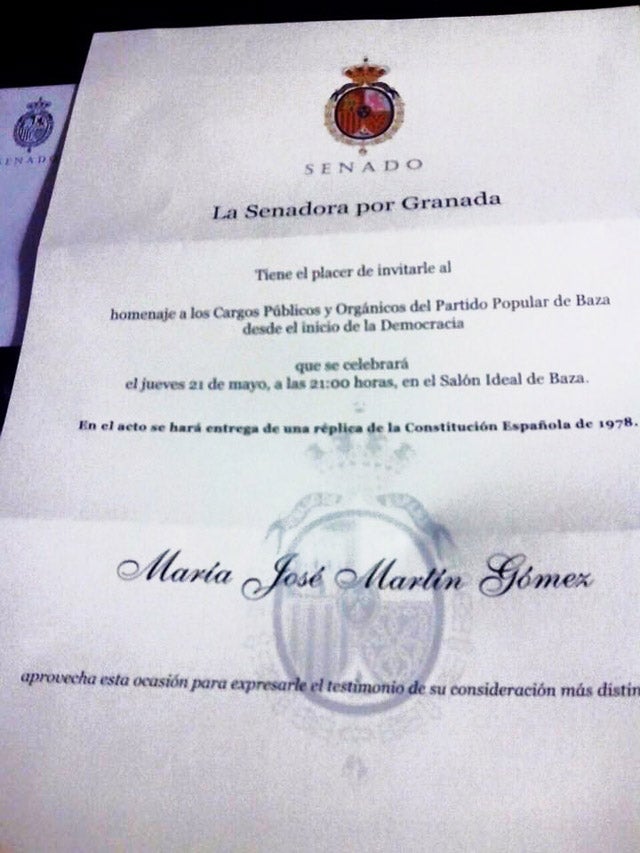 SENADO
SENADO
La Senadora por Granada
Tiene el placer de invitarle al
homenaje a los Cargos Públicos y Orgánicos del Partido Popular de Baza
desde el inicio de la Democracia
que se celebrará
el jueves 21 de mayo, a las 21:00 horas, en el Salón Ideal de Baza.
En el acto se hará entrega de una réplica de la Constitución Española de 1978.
María José Martín Gómez
aprovecha esta ocasión para expresarle el testimonio de su consideración más distin